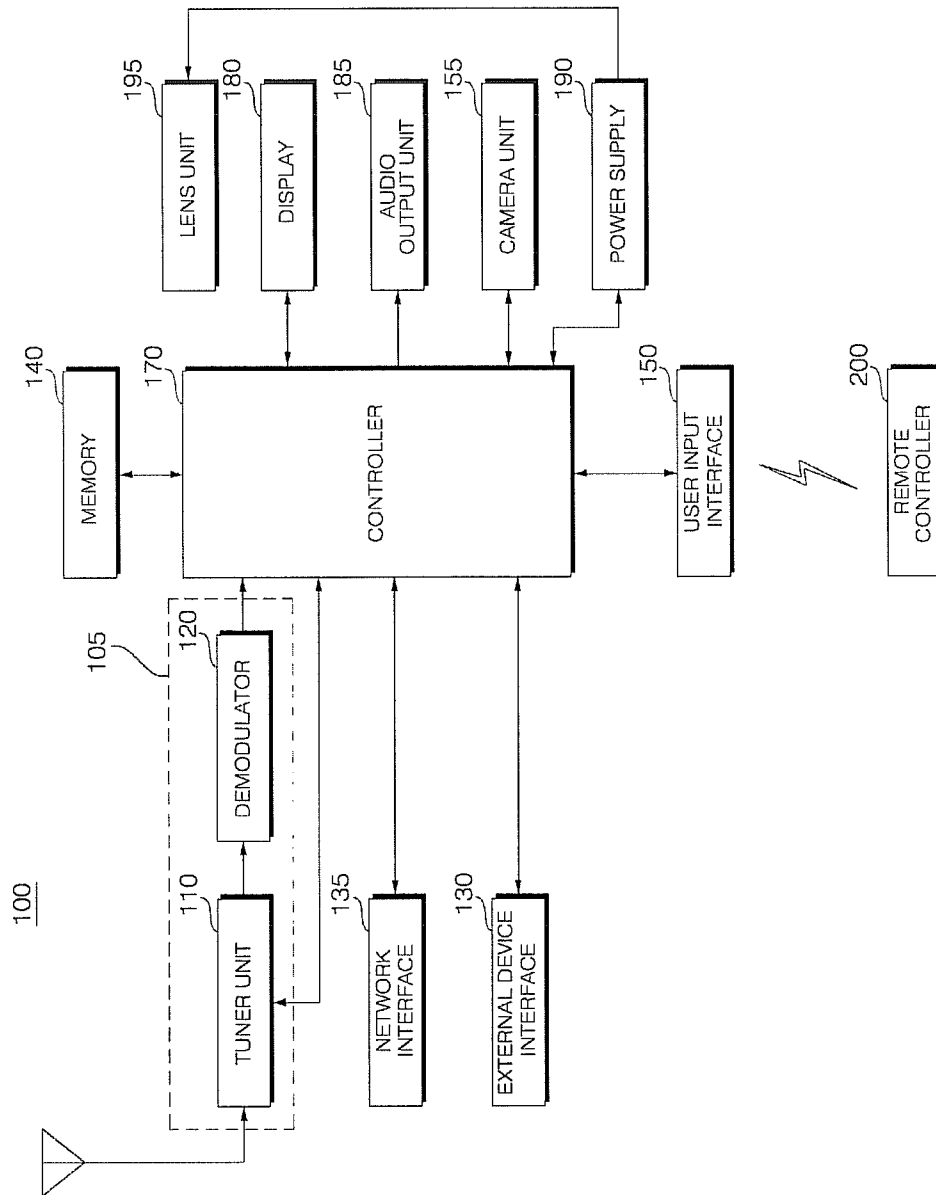 100
105
110
TUNER UNIT
120
DEMODULATOR
135
NETWORK
INTERFACE
130
EXTERNAL DEVICE
INTERFACE
140
MEMORY
170
CONTROLLER
150
USER INPUT
INTERFACE
200
REMOTE
CONTROLLER
195
LENS UNIT
180
DISPLAY
185
AUDIO
OUTPUT UNIT
155
CAMERA UNIT
190
POWER SUPPLY